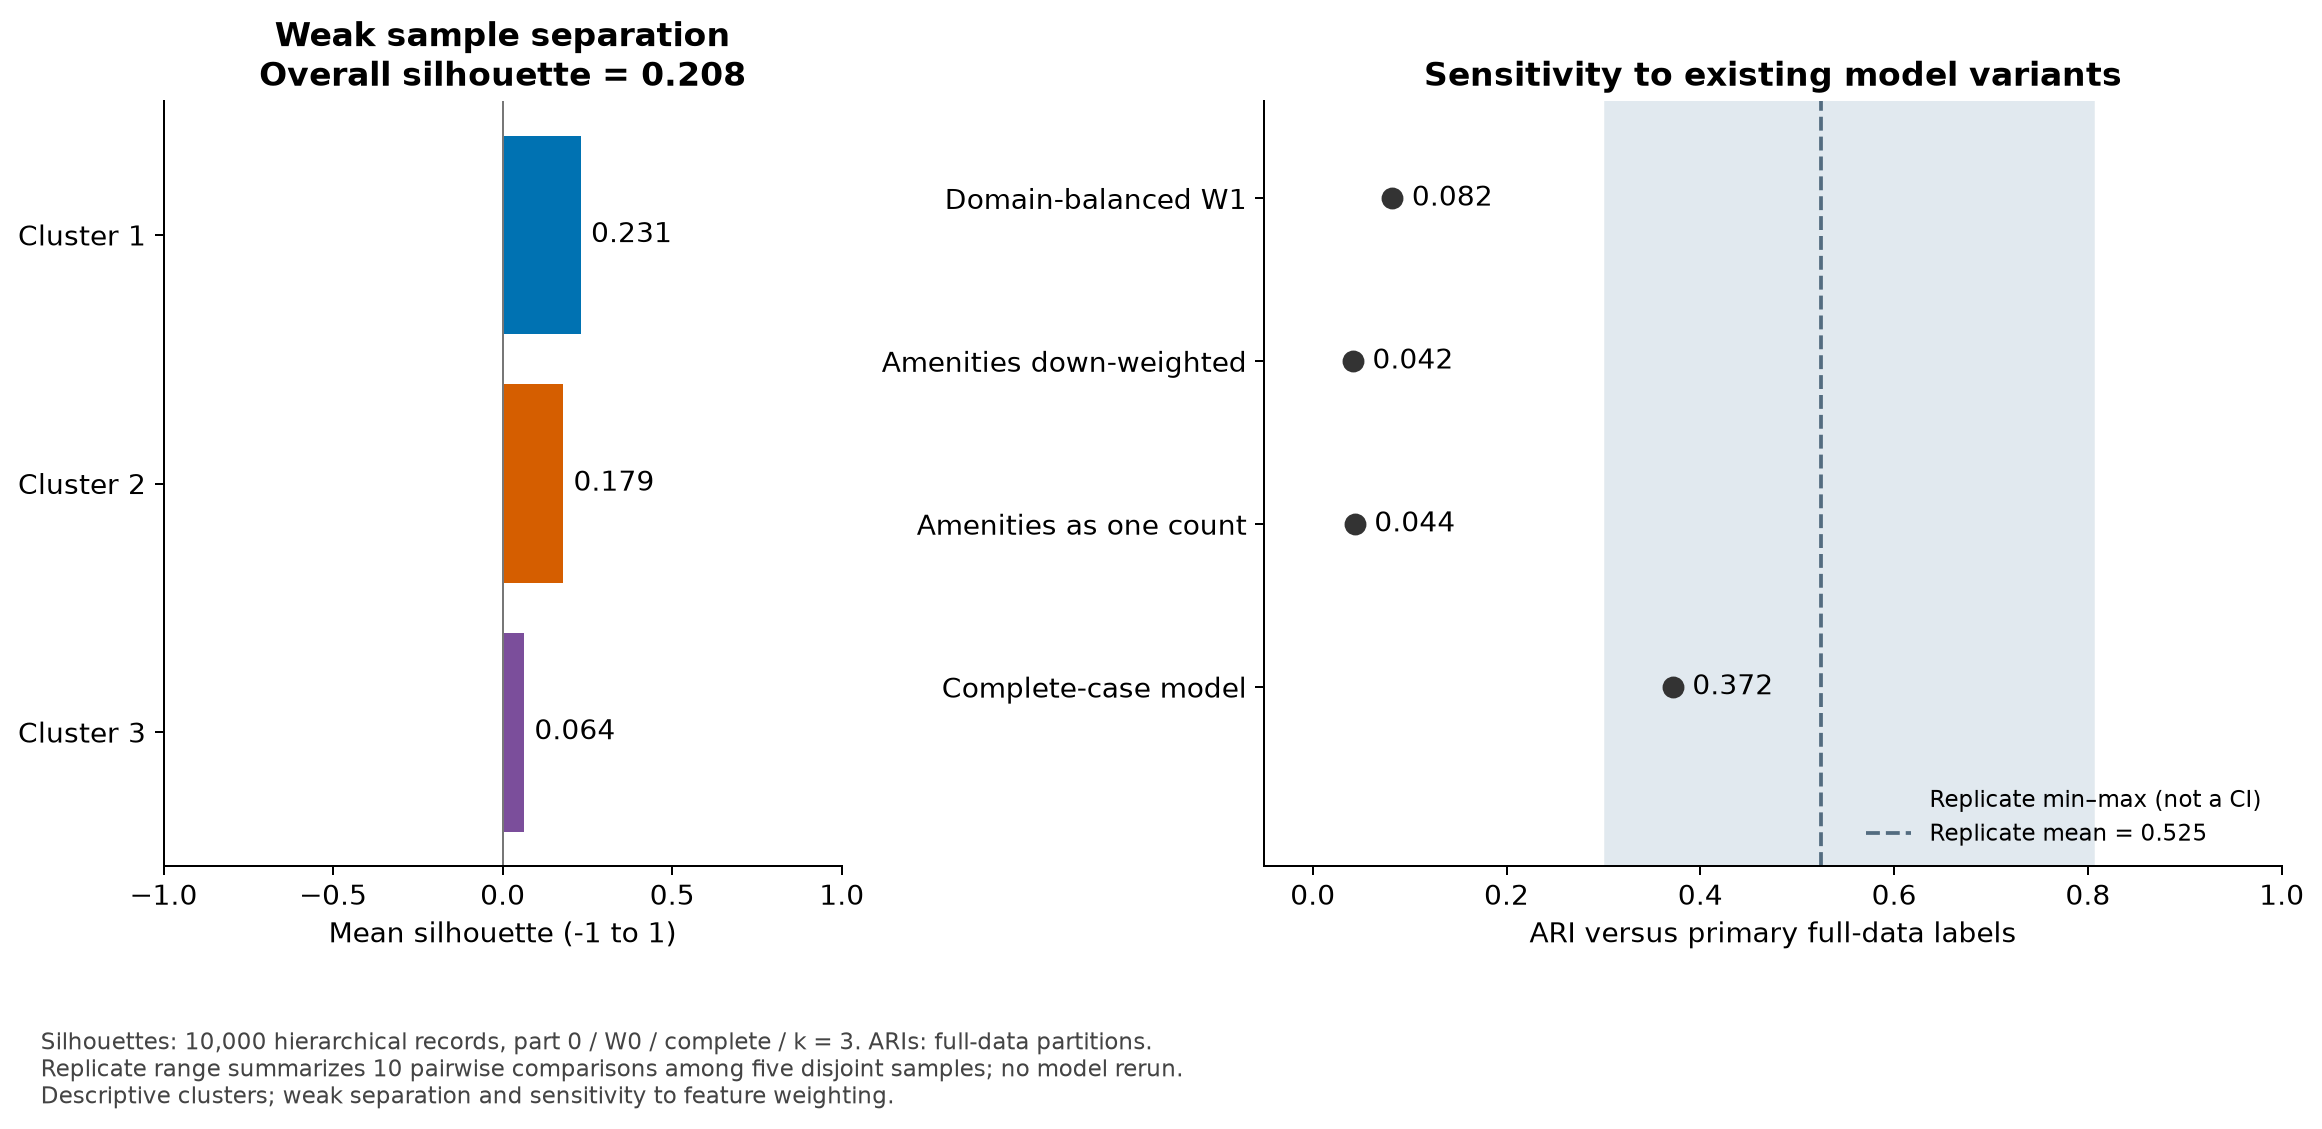 Weak sample separation
Overall silhouette = 0.208
Cluster 1
0.231
Cluster 2
0.179
Cluster 3
0.064
−1.0
−0.5
0.0
0.5
1.0
Mean silhouette (-1 to 1)
Sensitivity to existing model variants
Domain-balanced W1
0.082
Amenities down-weighted
0.042
Amenities as one count
0.044
Complete-case model
0.372
Replicate min–max (not a CI)
Replicate mean = 0.525
0.0
0.2
0.4
0.6
0.8
1.0
ARI versus primary full-data labels
Silhouettes: 10,000 hierarchical records, part 0 / W0 / complete / k = 3. ARIs: full-data partitions.
Replicate range summarizes 10 pairwise comparisons among five disjoint samples; no model rerun.
Descriptive clusters; weak separation and sensitivity to feature weighting.